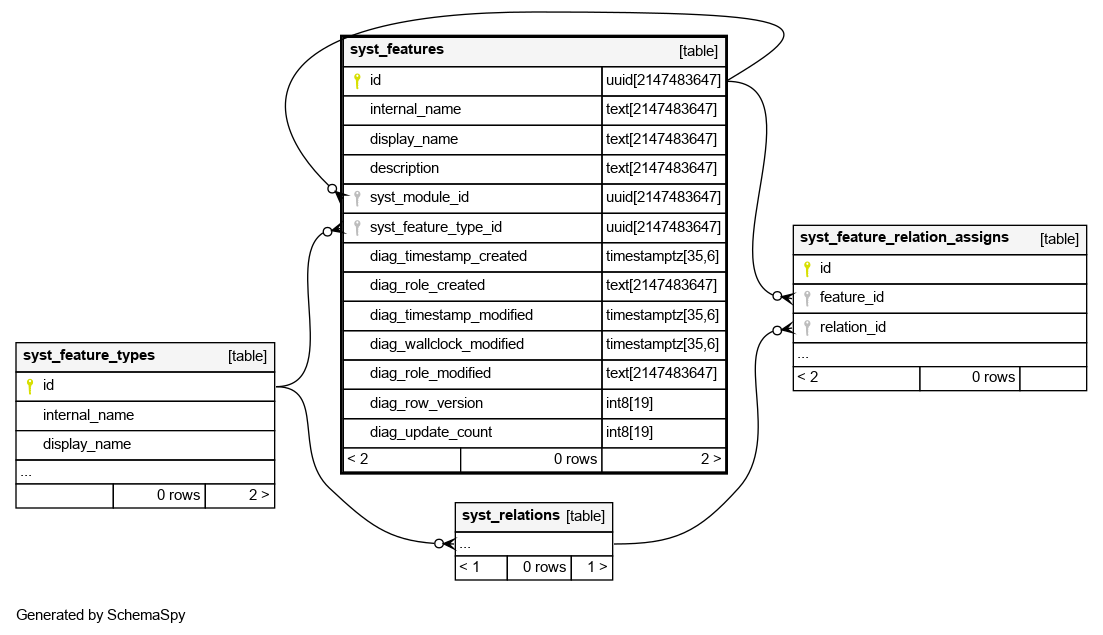 syst_features [table]
id uuid[2147483647]
internal_name text[2147483647]
display_name text[2147483647]
description text[2147483647]
syst_module_id uuid[2147483647]
syst_feature_type_id uuid[2147483647]
diag_timestamp_created timestamptz[35,6]
diag_role_created text[2147483647]
diag_timestamp_modified timestamptz[35,6]
diag_wallclock_modified timestamptz[35,6]
diag_role_modified text[2147483647]
diag_row_version int8[19]
diag_update_count int8[19]
< 2 0 rows 2 >
syst_feature_relation_assigns [table]
id
feature_id
relation_id
...
< 2 0 rows
syst_feature_types [table]
id
internal_name
display_name
...
0 rows 2 >
syst_relations [table]
...
< 1 0 rows 1 >
Generated by SchemaSpy